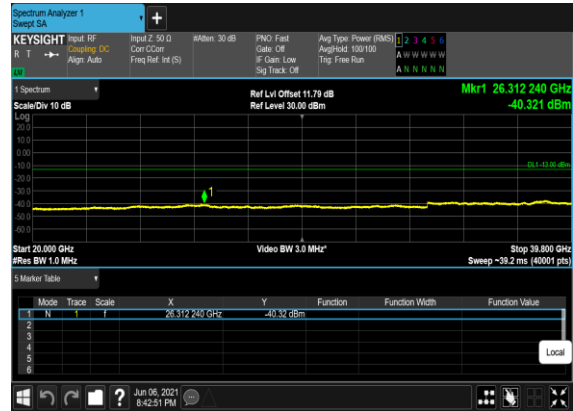 Spectrum Analyzer 1
Swept SA
+
KEYSIGHT Input: RF Input Z: 50 Ω #Atten: 30 dB PNO: Fast Avg Type: Power (RMS) 1 2 3 4 5 6
R T Coupling: DC Corr CCorr Gate: Off Avg|Hold: 100/100 A W W W W W
Align: Auto Freq Ref: Int (S) IF Gain: Low Trig: Free Run
LXI Sig Track: Off A N N N N N
1 Spectrum Ref Lvl Offset 11.79 dB Mkr1 26.312 240 GHz
Scale/Div 10 dB Ref Level 30.00 dBm -40.321 dBm
Log
20.0
10.0
0.00
-10.0 DL1 -13.00 dBm
-20.0
-30.0
1
-40.0
-50.0
-60.0
Start 20.000 GHz Video BW 3.0 MHz* Stop 39.800 GHz
#Res BW 1.0 MHz Sweep ~39.2 ms (40001 pts)
5 Marker Table
Mode Trace Scale X Y Function Function Width Function Value
1 N 1 f 26.312 240 GHz -40.32 dBm
2
3
4
5
6
Local
? Jun 06, 2021
8:42:51 PM